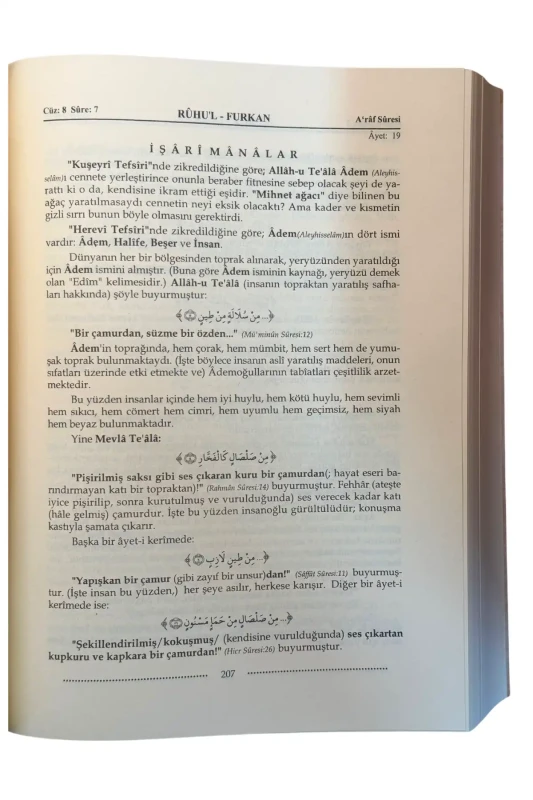 Cüz: 8 Sûre: 7
RÛHU'L - FURKAN
A‘râf Sûresi
Âyet: 19
İŞÂRÎ MÂNÂLAR
"Kuşeyrî Tefsîri"nde zikredildiğine göre; Allâh-u Te'âlâ Âdem (Aleyhis-
selâm)ı cennete yerleştirince onunla beraber fitnesine sebep olacak şeyi de ya-
rattı ki o da, kendisine ikram ettiği eşidir. "Mihnet ağacı" diye bilinen bu
ağaç yaratılmasaydı cennetin neyi eksik olacaktı? Ama kader ve kısmetin
gizli sırrı bunun böyle olmasını gerektirdi.
"Herevî Tefsîri"nde zikredildiğine göre; Âdem(Aleyhisselâm)ın dört ismi
vardır: Âdem, Halîfe, Beşer ve İnsan.
Dünyanın her bir bölgesinden toprak alınarak, yeryüzünden yaratıldığı
için Âdem ismini almıştır. (Buna göre Âdem isminin kaynağı, yeryüzü demek
olan "Edîm" kelimesidir.) Allâh-u Te'âlâ (insanın topraktan yaratılış safha-
ları hakkında) şöyle buyurmuştur:
﴿... مِنْ سُلَالَةٍ مِنْ طِينٍ﴾
"Bir çamurdan, süzme bir özden..." (Mü'minûn Sûresi:12)
Âdem'in toprağında, hem çorak, hem mümbit, hem sert hem de yumu-
şak toprak bulunmaktaydı. (İşte böylece insanın aslî yaratılış maddeleri, onun
sıfatları üzerinde etki etmekte ve) Âdemoğullarının tabîatları çeşitlilik arzet-
mektedir.
Bu yüzden insanlar içinde hem iyi huylu, hem kötü huylu, hem sevimli
hem sıkıcı, hem cömert hem cimri, hem uyumlu hem geçimsiz, hem siyah
hem beyaz bulunmaktadır.
Yine Mevlâ Te'âlâ:
﴿مِنْ صَلْصَالٍ كَالْفَخَّارِ﴾
"Pişirilmiş saksı gibi ses çıkaran kuru bir çamurdan(; hayat eseri ba-
rındırmayan katı bir topraktan)!" (Rahmân Sûresi:14) buyurmuştur. Fehhâr (ateşte
iyice pişirilip, sonra kurutulmuş ve vurulduğunda) ses verecek kadar katı
(hâle gelmiş) çamurdur. İşte bu yüzden insanoğlu gürültülüdür; konuşma
kastıyla şamata çıkarır.
Başka bir âyet-i kerîmede:
﴿... مِنْ طِينٍ لَازِبٍ﴾
"Yapışkan bir çamur (gibi zayıf bir unsur)dan!" (Sâffât Sûresi:11) buyurmuş-
tur. (İşte insan bu yüzden,) her şeye asılır, herkese karışır. Diğer bir âyet-i
kerîmede ise:
﴿... مِنْ صَلْصَالٍ مِنْ حَمَإٍ مَسْنُونٍ﴾
"Şekillendirilmiş/kokuşmuş/ (kendisine vurulduğunda) ses çıkartan
kupkuru ve kapkara bir çamurdan!" (Hicr Sûresi:26) buyurmuştur.
207